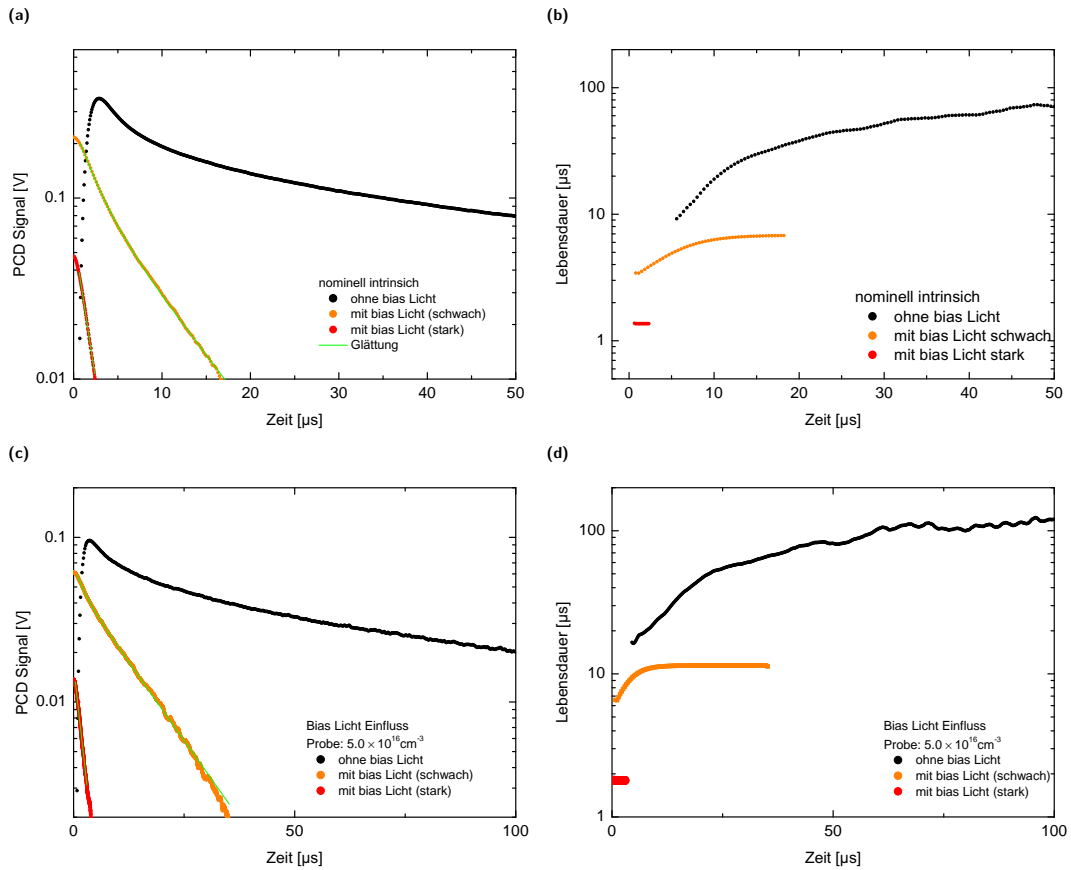 (a)
0.1
0.01
PCD Signal [V]
0
10
20
30
40
50
Zeit [µs]
nominell intrinsich
ohne bias Licht
mit bias Licht (schwach)
mit bias Licht (stark)
Glättung
(b)
100
10
1
Lebensdauer [µs]
0
10
20
30
40
50
Zeit [µs]
nominell intrinsich
ohne bias Licht
mit bias Licht schwach
mit bias Licht stark
(c)
0.1
0.01
PCD Signal [V]
0
50
100
Zeit [µs]
Bias Licht Einfluss
Probe: 5.0 × 10¹⁶cm⁻³
ohne bias Licht
mit bias Licht (schwach)
mit bias Licht (stark)
(d)
100
10
1
Lebensdauer [µs]
0
50
100
Zeit [µs]
Bias Licht Einfluss
Probe: 5.0 × 10¹⁶cm⁻³
ohne bias Licht
mit bias Licht (schwach)
mit bias Licht (stark)